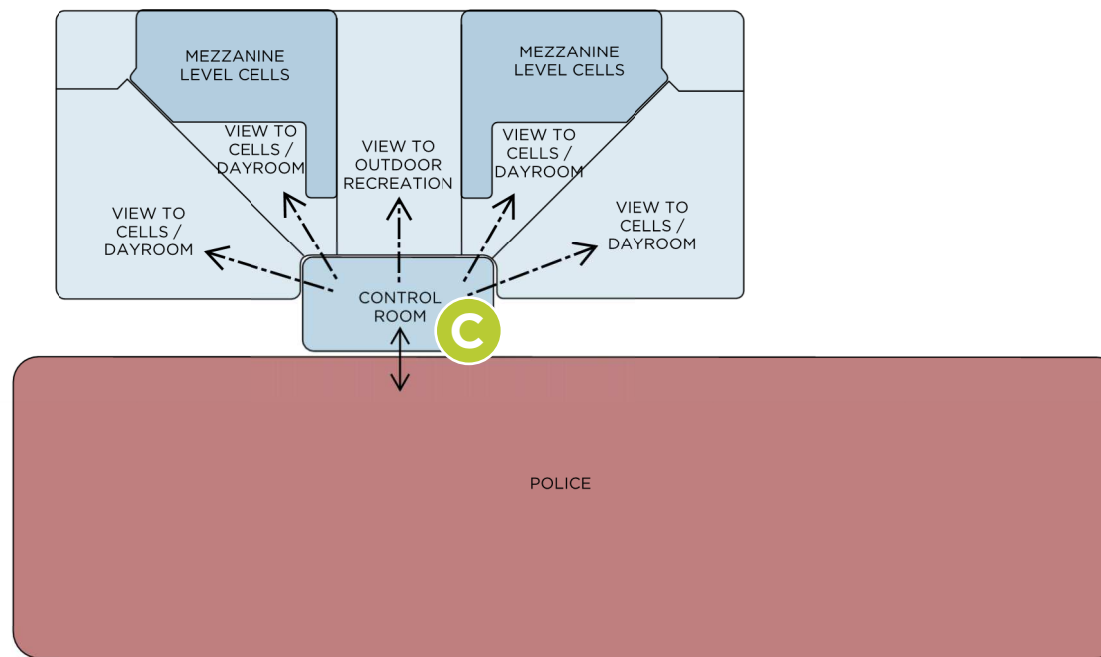 MEZZANINE
LEVEL CELLS
MEZZANINE
LEVEL CELLS
VIEW TO
CELLS /
DAYROOM
VIEW TO
OUTDOOR
RECREATION
VIEW TO
CELLS /
DAYROOM
VIEW TO
CELLS /
DAYROOM
VIEW TO
CELLS /
DAYROOM
CONTROL
ROOM
C
POLICE